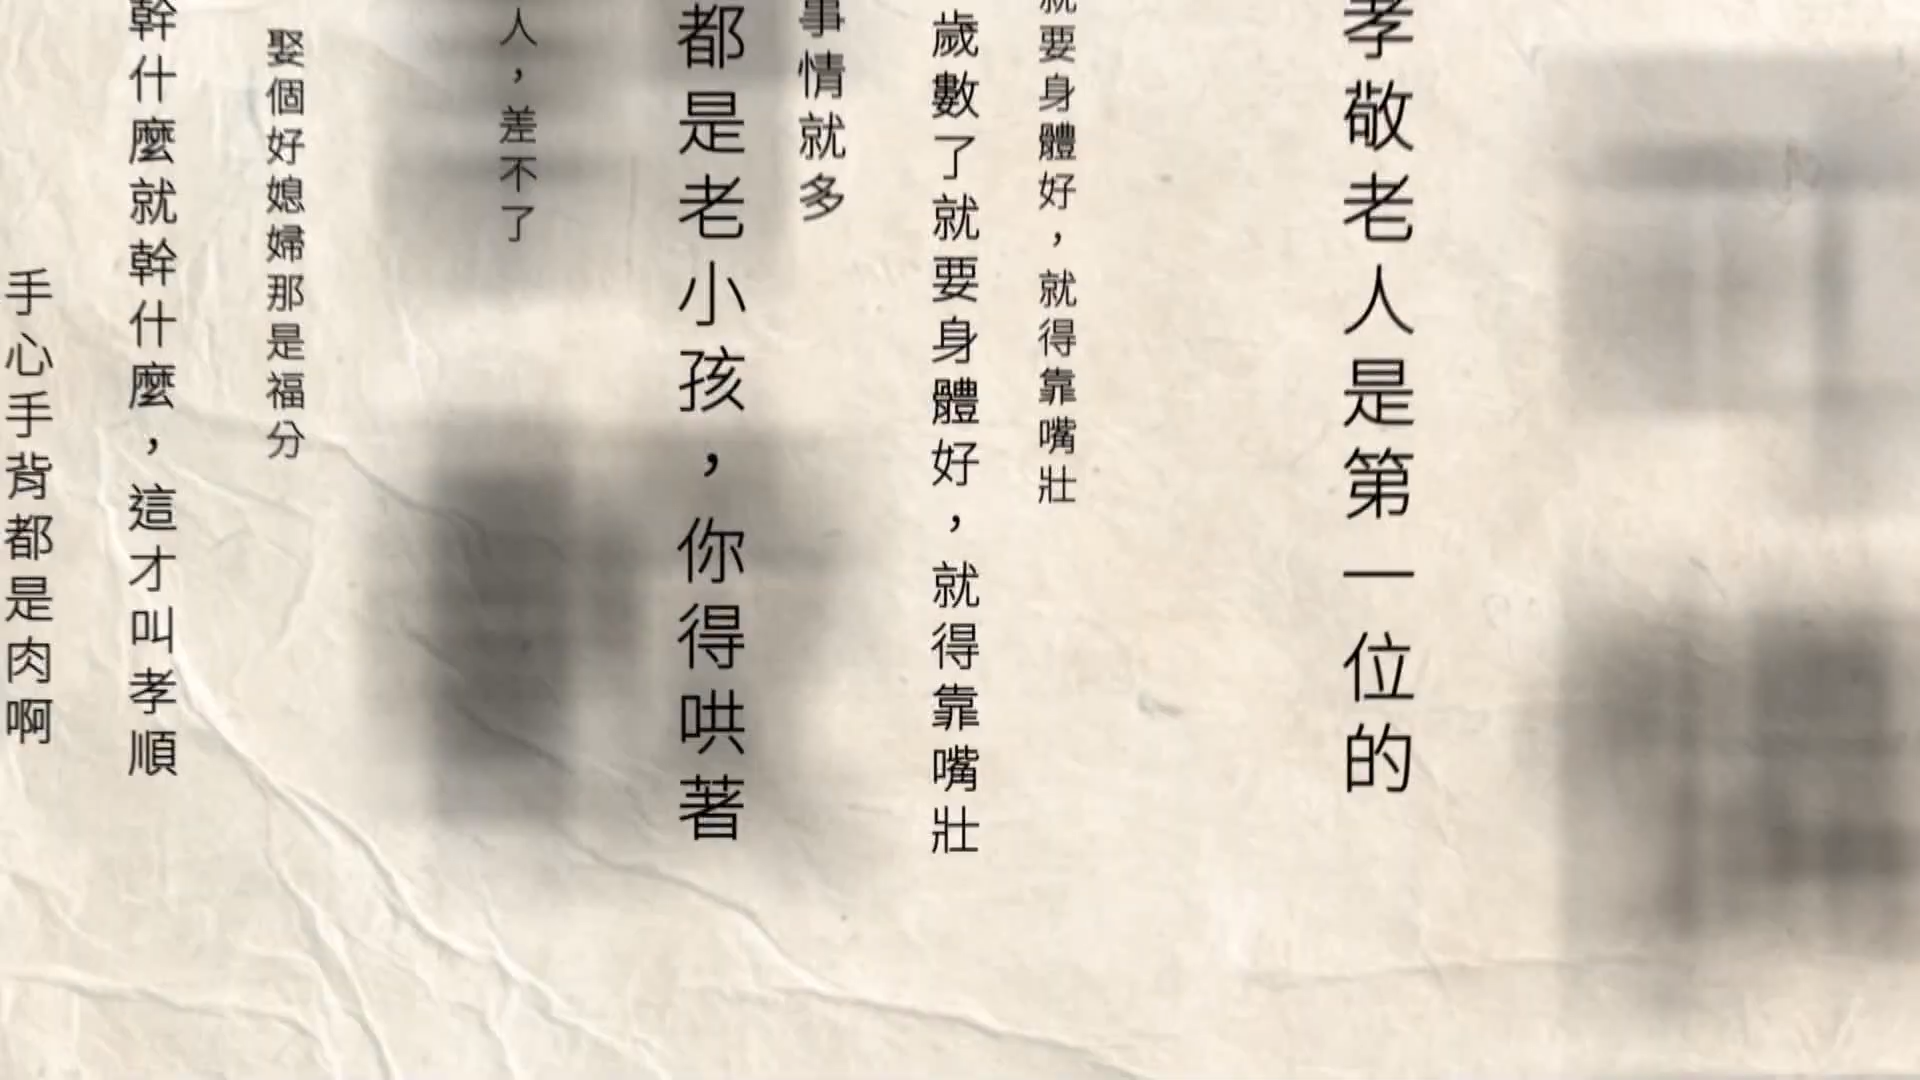 孝敬老人是第一位的
就要身體好，就得靠嘴壯
歲數了就要身體好，就得靠嘴壯
事情就多
都是老小孩，你得哄著
人，差不了
娶個好媳婦那是福分
幹什麼就幹什麼，這才叫孝順
手心手背都是肉啊